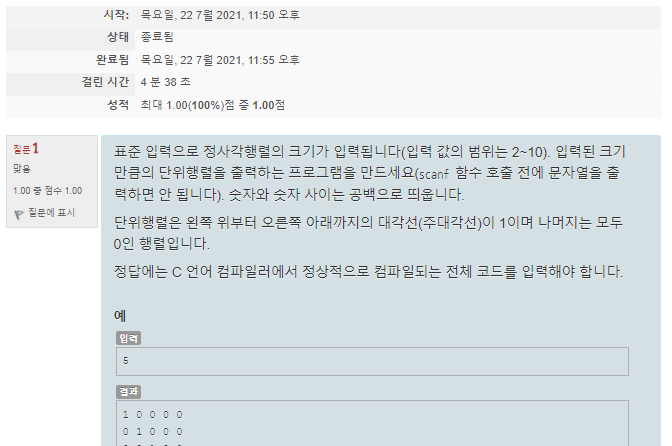 시작: 목요일, 22 7월 2021, 11:50 오후
상태 종료됨
완료됨 목요일, 22 7월 2021, 11:55 오후
걸린 시간 4 분 38 초
성적 최대 1.00(100%)점 중 1.00점
질문 1
맞음
1.00 중 점수 1.00
질문에 표시
표준 입력으로 정사각행렬의 크기가 입력됩니다(입력 값의 범위는 2~10). 입력된 크기
만큼의 단위행렬을 출력하는 프로그램을 만드세요(scanf 함수 호출 전에 문자열을 출
력하면 안 됩니다). 숫자와 숫자 사이는 공백으로 띄웁니다.
단위행렬은 왼쪽 위부터 오른쪽 아래까지의 대각선(주대각선)이 1이며 나머지는 모두
0인 행렬입니다.
정답에는 C 언어 컴파일러에서 정상적으로 컴파일되는 전체 코드를 입력해야 합니다.
예
입력
5
결과
1 0 0 0 0
0 1 0 0 0